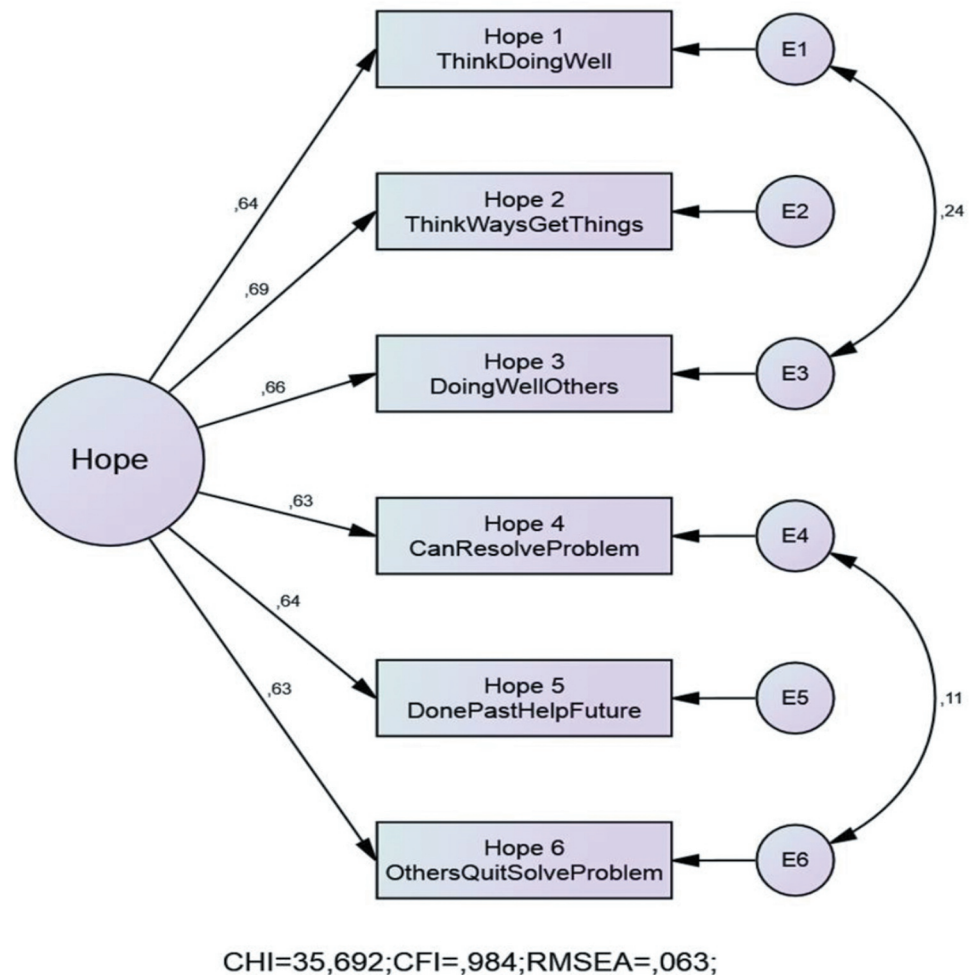 Hope 1
ThinkDoingWell
E1
,64
Hope 2
ThinkWaysGetThings
E2
,24
,69
Hope 3
DoingWellOthers
E3
,66
Hope
,63
Hope 4
CanResolveProblem
E4
,64
Hope 5
DonePastHelpFuture
E5
,11
,63
Hope 6
OthersQuitSolveProblem
E6
CHI=35,692;CFI=,984;RMSEA=,063;